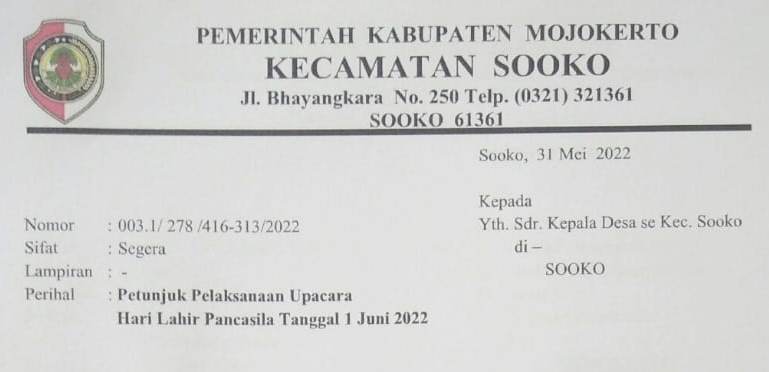 PEMERINTAH KABUPATEN MOJOKERTO
KECAMATAN SOOKO
Jl. Bhayangkara No. 250 Telp. (0321) 321361
SOOKO 61361
Sooko, 31 Mei 2022
Kepada
Yth. Sdr. Kepala Desa se Kec. Sooko
di –
SOOKO
Nomor : 003.1/ 278 /416-313/2022
Sifat : Segera
Lampiran : -
Perihal : Petunjuk Pelaksanaan Upacara
Hari Lahir Pancasila Tanggal 1 Juni 2022